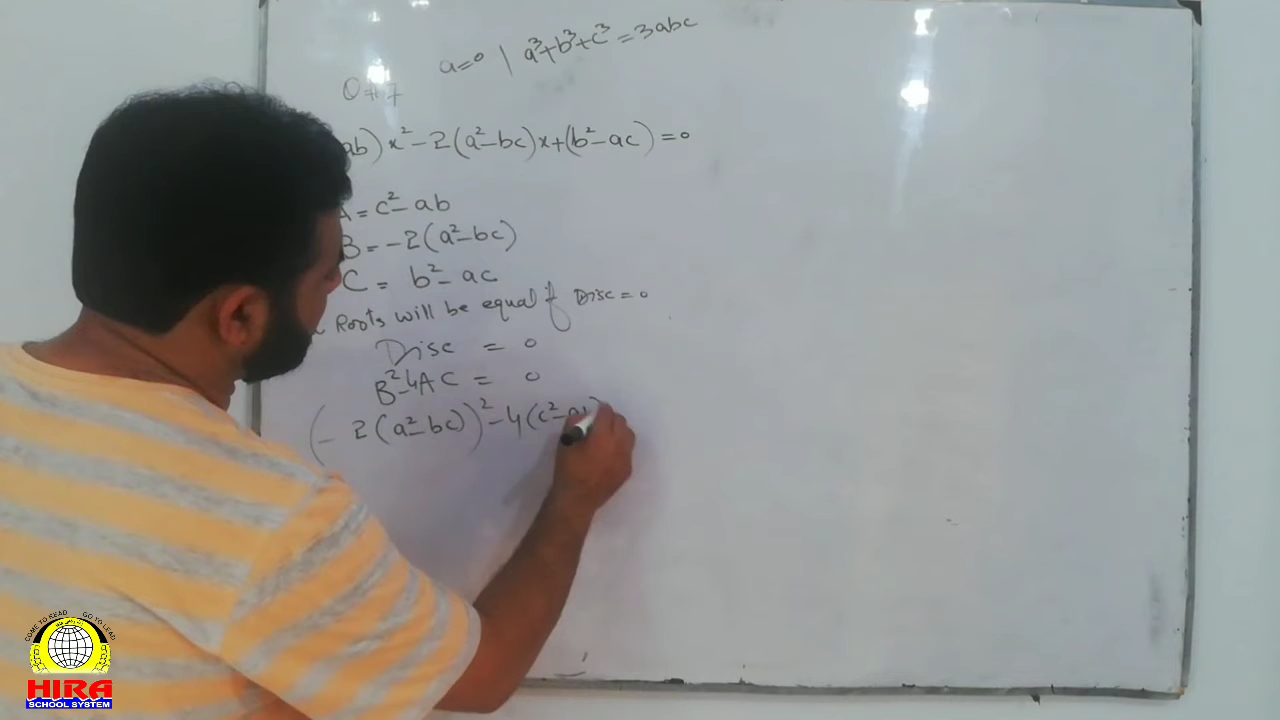 a=0 | a³+b³+c³=3abc
Q#7
ab)x²-2(a²-bc)x+(b²-ac)=0
A=c²-ab
B=-2(a²-bc)
C= b²-ac
Roots will be equal if Disc=0
Disc = 0
B²-4AC = 0
(-2(a²-bc))²-4(c²-a
COME TO READ GO TO LEAD
HIRA
SCHOOL SYSTEM